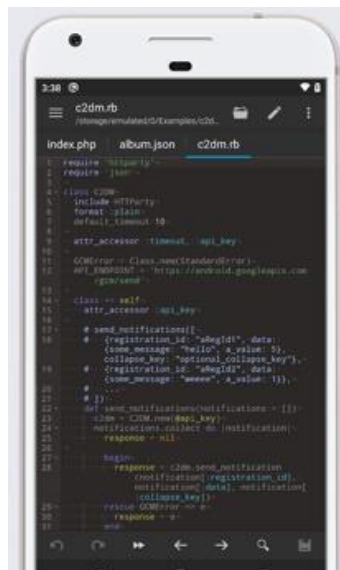 3:38
c2dm.rb
/storage/emulated/0/Examples/c2d...
index.php album.json c2dm.rb
1 require 'httparty'
2 require 'json'
3
4 class C2DM
5 include HTTParty
6 format :plain
7 default_timeout 10
8
9 attr_accessor :timeout, :api_key
10
11 GCMError = Class.new(StandardError)
12 API_ENDPOINT = 'https://android.googleapis.com
/gcm/send'
13
14 class << self
15 attr_accessor :api_key
16
17 # send_notifications([
18 # {registration_id: "aRegId1", data:
{some_message: "hello", a_value: 5},
collapse_key: "optional_collapse_key"},
19 # {registration_id: "aRegId2", data:
{some_message: "weeee", a_value: 1}},
20 # ...
21 # ])
22 def send_notifications(notifications = [])
23 c2dm = C2DM.new(@api_key)
24 notifications.collect do |notification|
25 response = nil
26
27 begin
28 response = c2dm.send_notification
(notification[:registration_id],
notification[:data], notification[
:collapse_key])
29 rescue GCMError => e
30 response = e
31 end